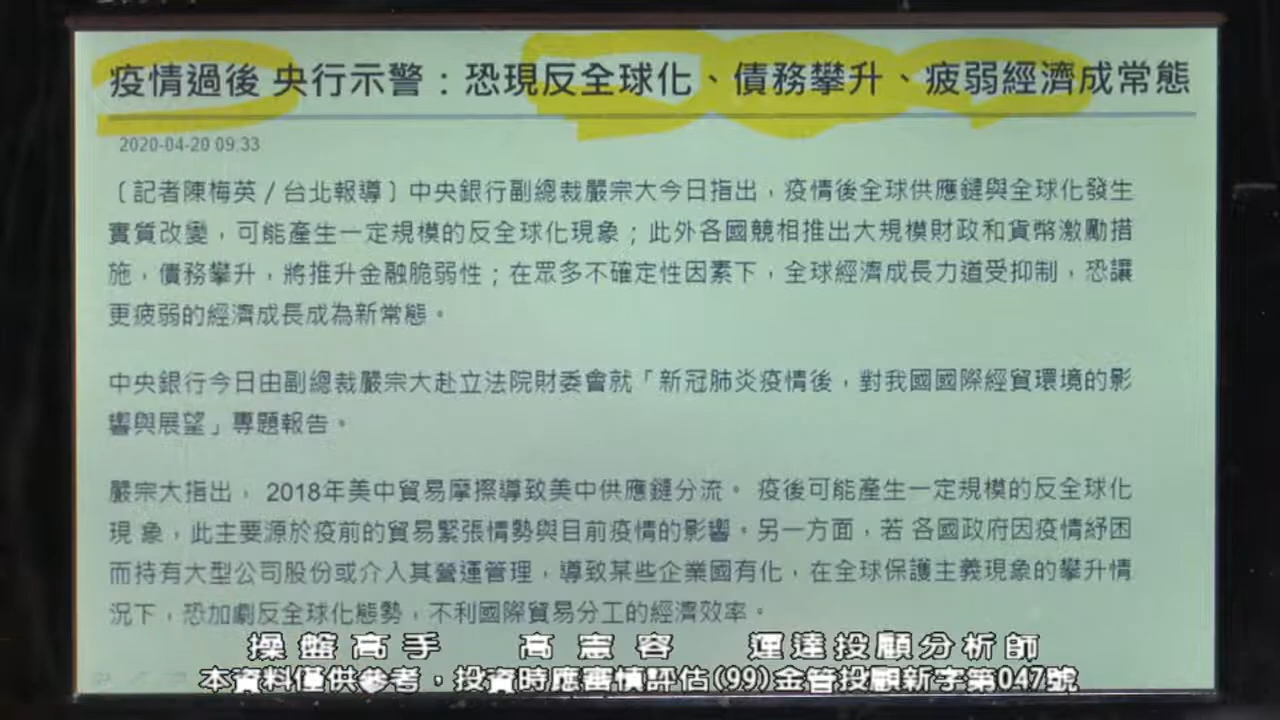 疫情過後 央行示警：恐現反全球化、債務攀升、疲弱經濟成常態
2020-04-20 09:33
〔記者陳梅英／台北報導〕中央銀行副總裁嚴宗大今日指出，疫情後全球供應鏈與全球化發生
實質改變，可能產生一定規模的反全球化現象；此外各國競相推出大規模財政和貨幣激勵措
施，債務攀升，將推升金融脆弱性；在眾多不確定性因素下，全球經濟成長力道受抑制，恐讓
更疲弱的經濟成長成為新常態。
中央銀行今日由副總裁嚴宗大赴立法院財委會就「新冠肺炎疫情後，對我國國際經貿環境的影
響與展望」專題報告。
嚴宗大指出， 2018年美中貿易摩擦導致美中供應鏈分流。 疫後可能產生一定規模的反全球化
現 象，此主要源於疫前的貿易緊張情勢與目前疫情的影響。另一方面，若 各國政府因疫情紓困
而持有大型公司股份或介入其營運管理，導致某些企業國有化，在全球保護主義現象的攀升情
況下，恐加劇反全球化態勢，不利國際貿易分工的經濟效率。
操盤高手 高憲容 運達投顧分析師
本資料僅供參考，投資時應審慎評估(99)金管投顧新字第047號